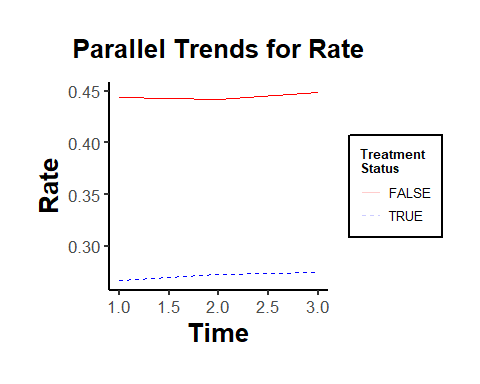 Parallel Trends for Rate
Rate
0.45
0.40
0.35
0.30
1.0 1.5 2.0 2.5 3.0
Time
Treatment
Status
FALSE
TRUE